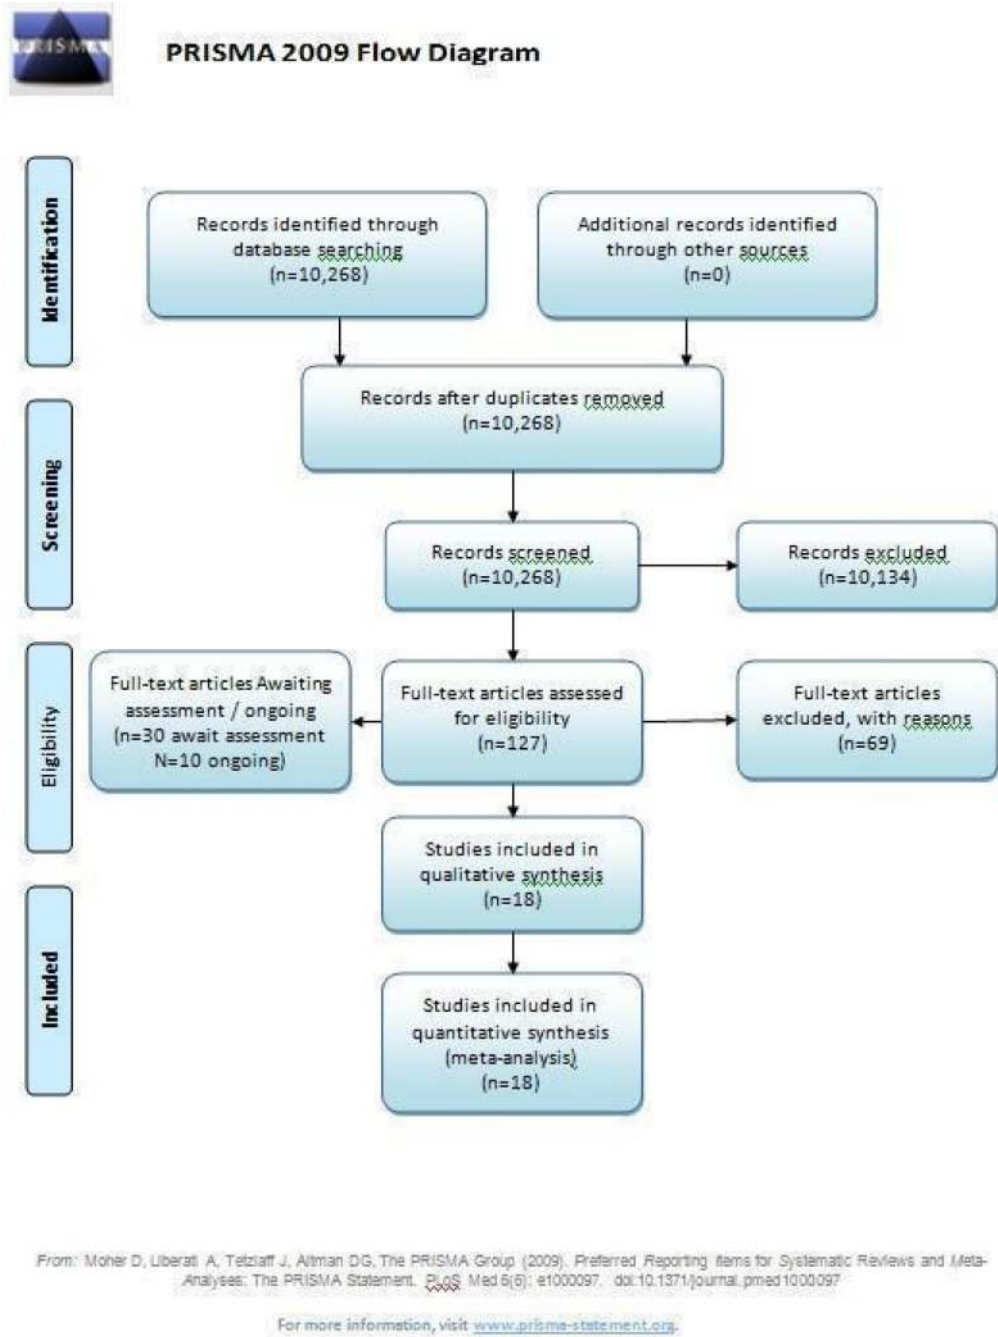 PRISMA
PRISMA 2009 Flow Diagram
Identification
Records identified through
database searching
(n=10,268)
Additional records identified
through other sources
(n=0)
Records after duplicates removed
(n=10,268)
Screening
Records screened
(n=10,268)
Records excluded
(n=10,134)
Eligibility
Full-text articles Awaiting
assessment / ongoing
(n=30 await assessment
N=10 ongoing)
Full-text articles assessed
for eligibility
(n=127)
Full-text articles
excluded, with reasons
(n=69)
Studies included in
qualitative synthesis
(n=18)
Included
Studies included in
quantitative synthesis
(meta-analysis)
(n=18)
From: Moher D, Liberati A, Tetzlaff J, Altman DG, The PRISMA Group (2009). Preferred Reporting Items for Systematic Reviews and Meta-
Analyses: The PRISMA Statement. PLoS Med 6(6): e1000097. doi:10.1371/journal.pmed1000097
For more information, visit www.prisma-statement.org.